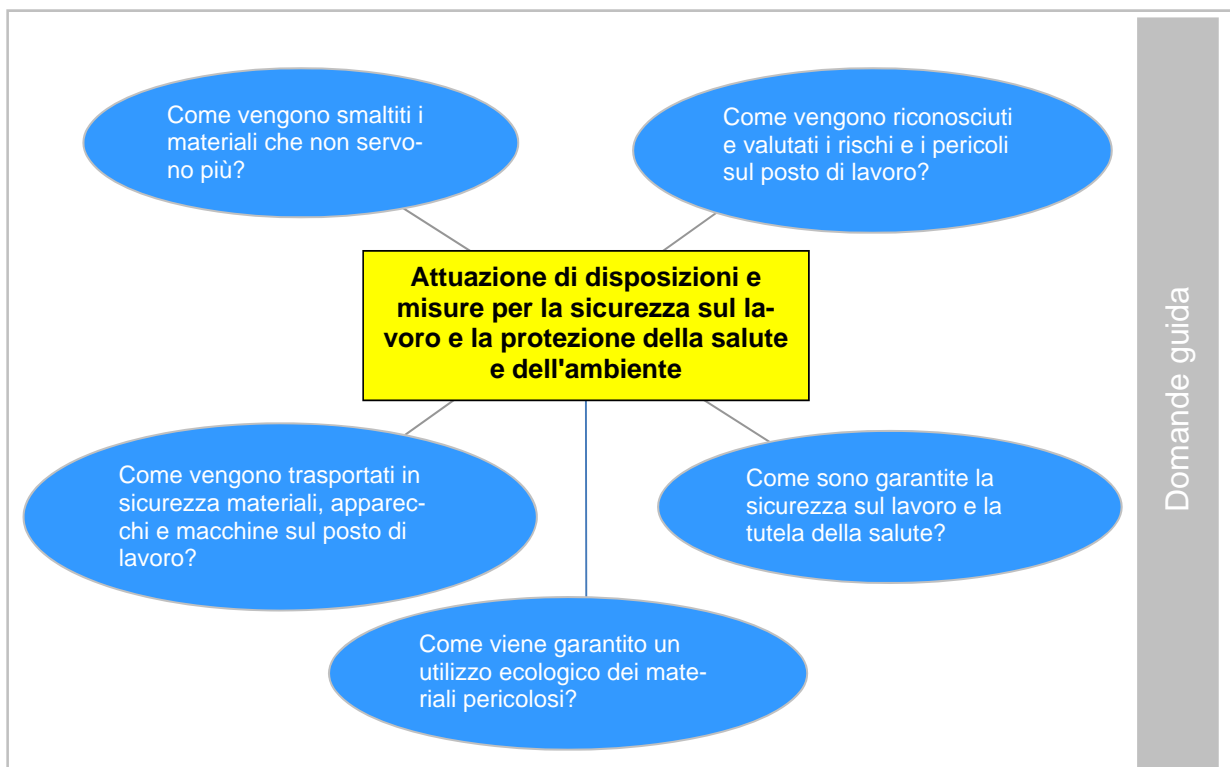 Come vengono smaltiti i
materiali che non servo-
no più?
Come vengono riconosciuti
e valutati i rischi e i pericoli
sul posto di lavoro?
Attuazione di disposizioni e
misure per la sicurezza sul la-
voro e la protezione della salute
e dell'ambiente
Come vengono trasportati in
sicurezza materiali, apparec-
chi e macchine sul posto di
lavoro?
Come sono garantite la
sicurezza sul lavoro e la
tutela della salute?
Come viene garantito un
utilizzo ecologico dei mate-
riali pericolosi?
Domande guida